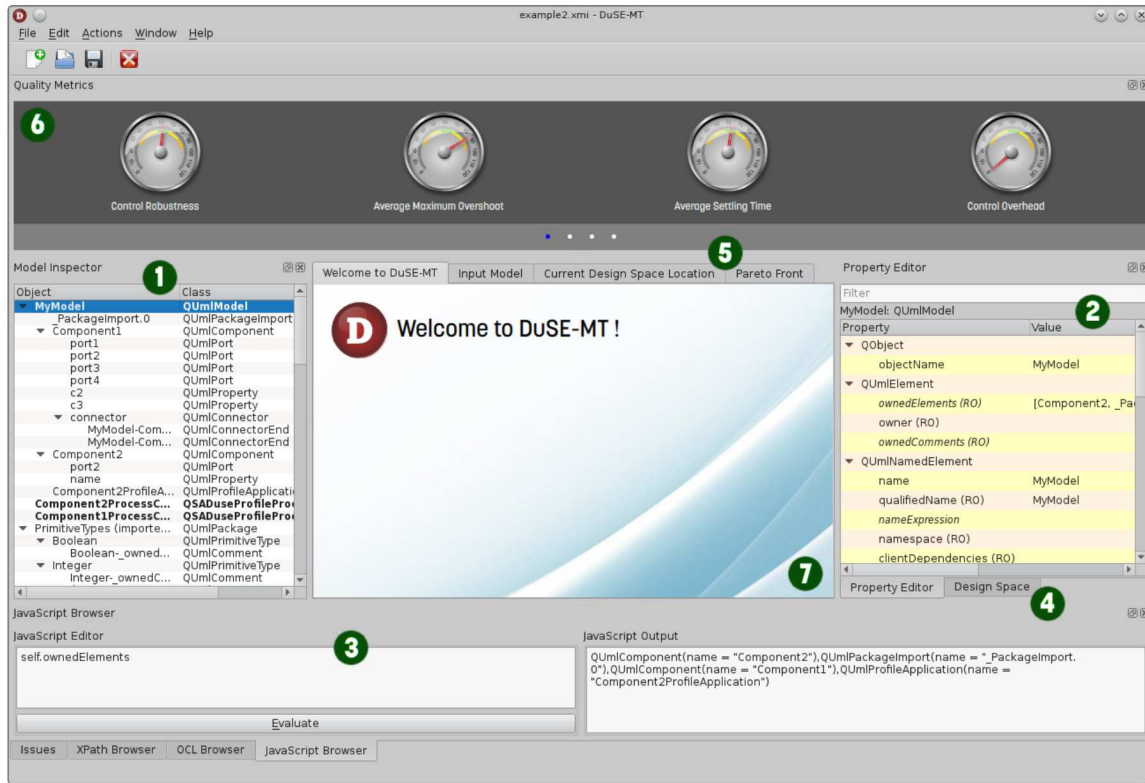 example2.xmi - DuSE-MT
File Edit Actions Window Help
Quality Metrics
6
Control Robustness
Average Maximum Overshoot
Average Settling Time
Control Overhead
Model Inspector
1
Object Class
MyModel QUmlModel
_PackageImport.0 QUmlPackageImport
Component1 QUmlComponent
port1 QUmlPort
port2 QUmlPort
port3 QUmlPort
port4 QUmlPort
c2 QUmlProperty
c3 QUmlProperty
connector QUmlConnector
MyModel-Com... QUmlConnectorEnd
MyModel-Com... QUmlConnectorEnd
Component2 QUmlComponent
port2 QUmlPort
name QUmlProperty
Component2ProfileA... QUmlProfileApplicati
Component2ProcessC... QSADuseProfilePro
Component1ProcessC... QSADuseProfilePro
PrimitiveTypes (importe... QUmlPackage
Boolean QUmlPrimitiveType
Boolean-_owned... QUmlComment
Integer QUmlPrimitiveType
Integer-_ownedC... QUmlComment
5
Welcome to DuSE-MT Input Model Current Design Space Location Pareto Front
D Welcome to DuSE-MT !
7
Property Editor
Filter
2
MyModel: QUmlModel
Property Value
QObject
objectName MyModel
QUmlElement
ownedElements (RO) [Component2, _Pa
owner (RO)
ownedComments (RO)
QUmlNamedElement
name MyModel
qualifiedName (RO) MyModel
nameExpression
namespace (RO)
clientDependencies (RO)
Property Editor Design Space
4
JavaScript Browser
JavaScript Editor
3
self.ownedElements
Evaluate
JavaScript Output
QUmlComponent(name = "Component2"),QUmlPackageImport(name = "_PackageImport.
0"),QUmlComponent(name = "Component1"),QUmlProfileApplication(name =
"Component2ProfileApplication")
Issues XPath Browser OCL Browser JavaScript Browser